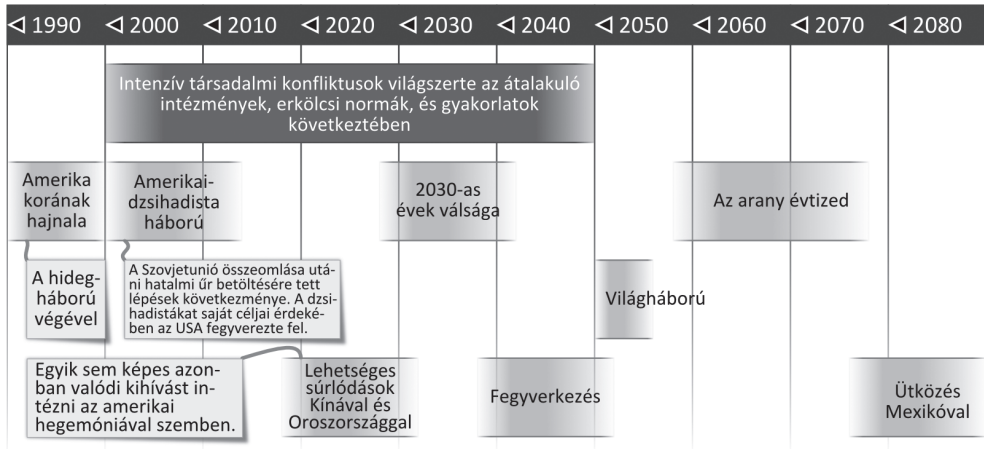 1990 2000 2010 2020 2030 2040 2050 2060 2070 2080
Intenzív társadalmi konfliktusok világszerte az átalakuló
intézmények, erkölcsi normák, és gyakorlatok
következtében
Amerika
korának
hajnala
Amerikai-
dzsihadista
háború
2030-as
évek válsága
Az arany évtized
A hideg-
háború
végével
A Szovjetunió összeomlása utá-
ni hatalmi űr betöltésére tett
lépések következménye. A dzsi-
hadistákat saját céljai érdeké-
ben az USA fegyverezte fel.
Világháború
Egyik sem képes azon-
ban valódi kihívást in-
tézni az amerikai
hegemóniával szemben.
Lehetséges
súrlódások
Kínával és
Oroszországgal
Fegyverkezés
Ütközés
Mexikóval